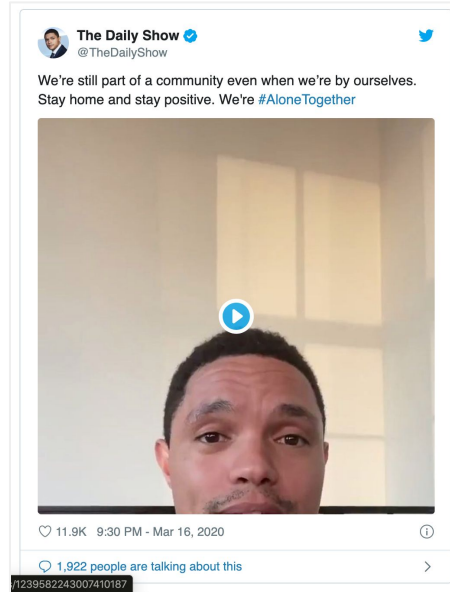 The Daily Show
@TheDailyShow
We’re still part of a community even when we’re by ourselves.
Stay home and stay positive. We're #AloneTogether
11.9K 9:30 PM - Mar 16, 2020
1,922 people are talking about this
/1239582243007410187